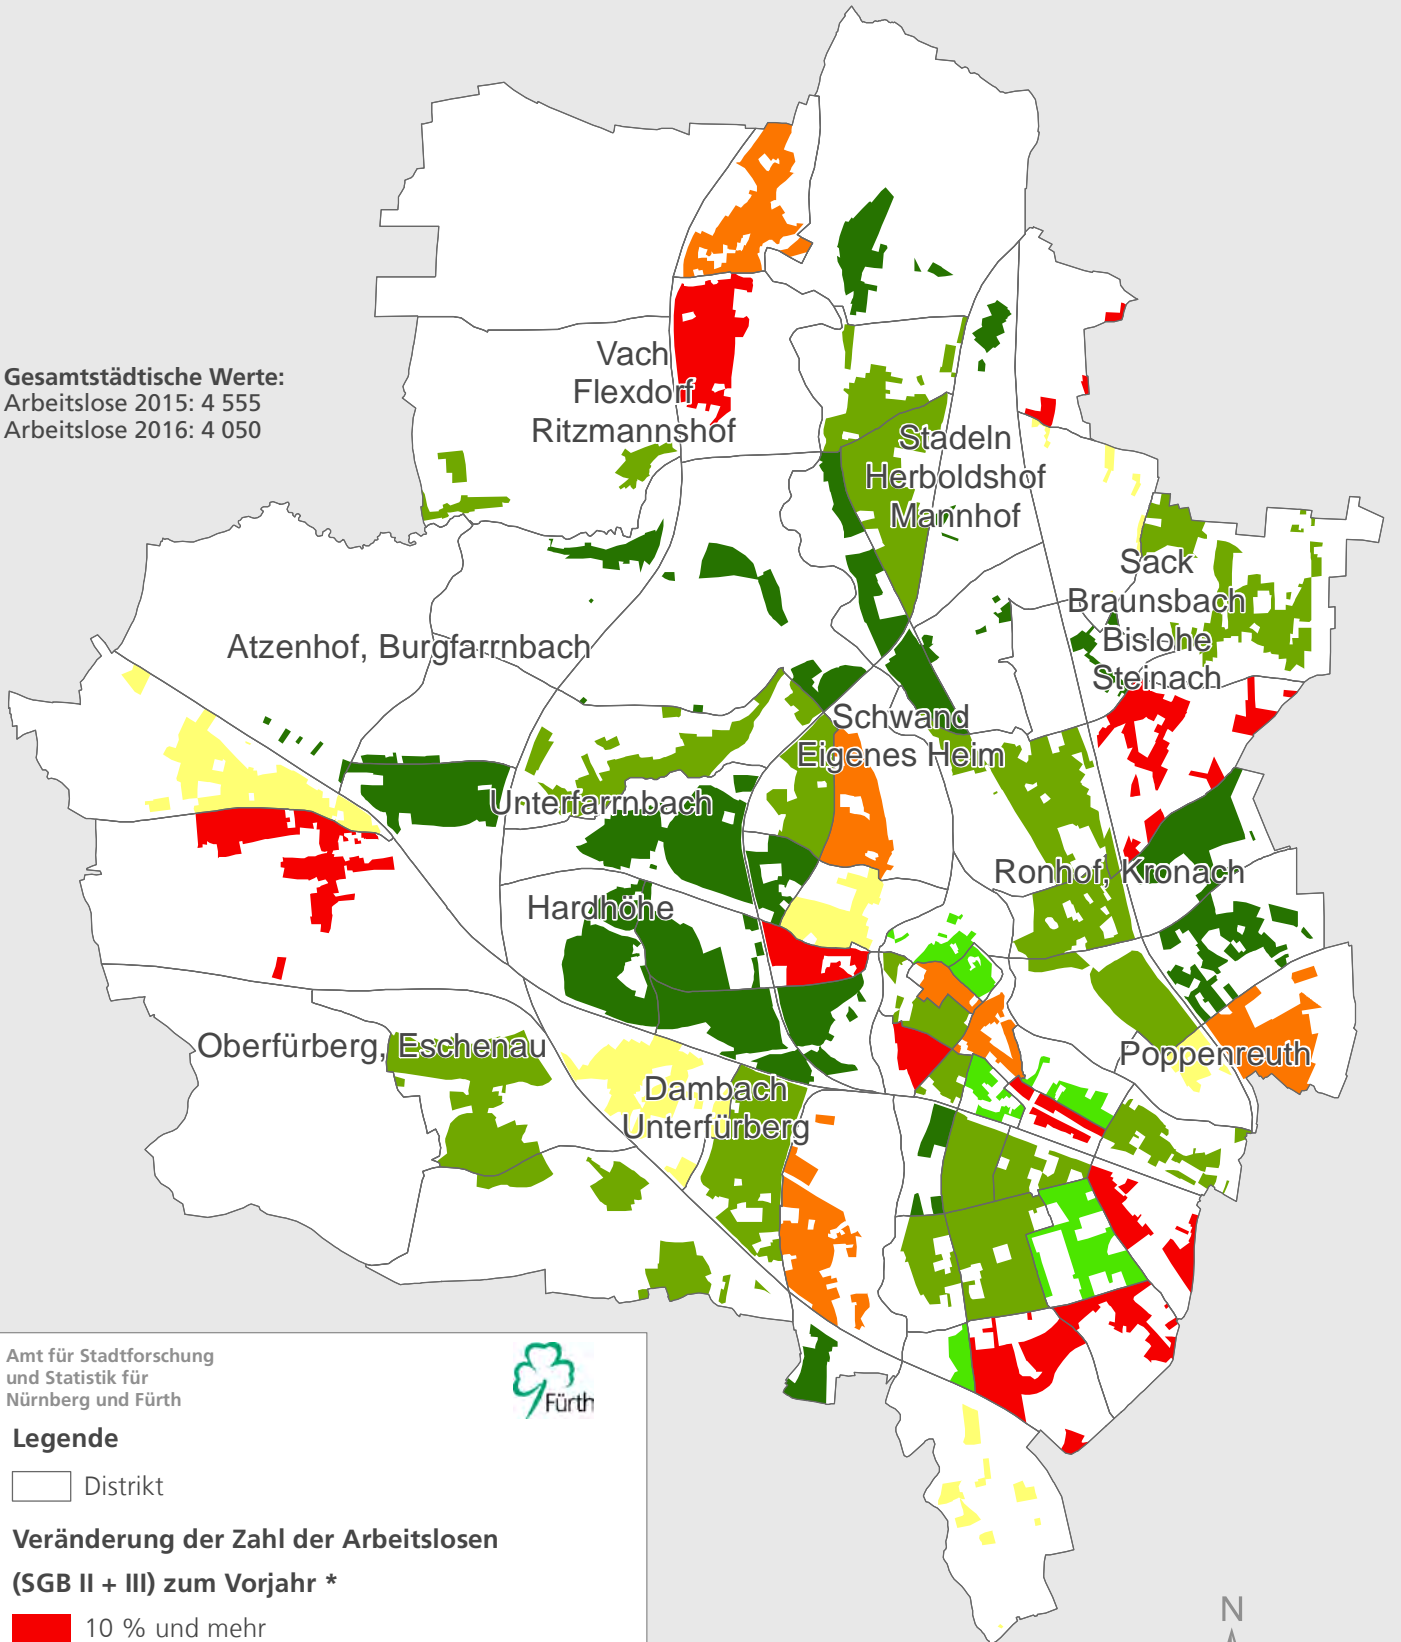 Gesamtstädtische Werte:
Arbeitslose 2015: 4 555
Arbeitslose 2016: 4 050
Vach
Flexdorf
Ritzmannshof
Stadeln
Herboldshof
Mannhof
Sack
Braunsbach
Bislohe
Steinach
Atzenhof, Burgfarrnbach
Schwand
Eigenes Heim
Unterfarrnbach
Ronhof, Kronach
Hardhöhe
Oberfürberg, Eschenau
Poppenreuth
Dambach
Unterfürberg
Amt für Stadtforschung
und Statistik für
Nürnberg und Fürth
Fürth
Legende
Distrikt
Veränderung der Zahl der Arbeitslosen
(SGB II + III) zum Vorjahr *
10 % und mehr
N